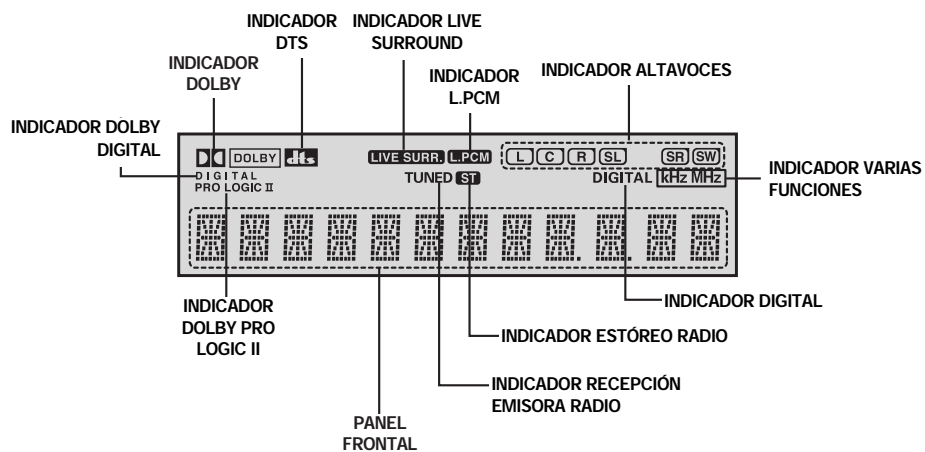 INDICADOR
DTS
INDICADOR LIVE
SURROUND
INDICADOR
DOLBY
INDICADOR
L.PCM
INDICADOR ALTAVOCES
INDICADOR DOLBY
DIGITAL
DOLBY
dts
LIVE SURR.
L.PCM
L C R SL SR SW
DIGITAL
PRO LOGIC II
TUNED ST
DIGITAL kHz MHz
INDICADOR VARIAS
FUNCIONES
INDICADOR
DOLBY PRO
LOGIC II
INDICADOR DIGITAL
INDICADOR ESTÓREO RADIO
INDICADOR RECEPCIÓN
EMISORA RADIO
PANEL
FRONTAL